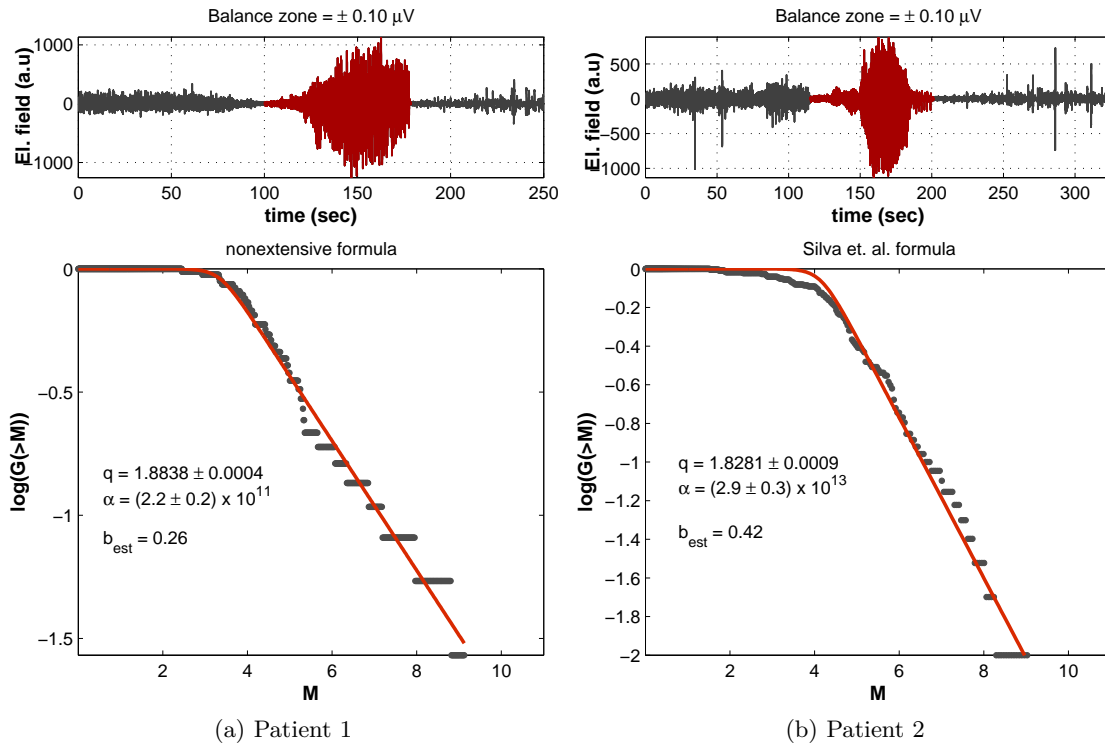 Balance zone = ± 0.10 μV
El. field (a.u)
1000
0
−1000
0 50 100 150 200 250
time (sec)
nonextensive formula
log(G(>M))
0
−0.5
−1
−1.5
q = 1.8838 ± 0.0004
α = (2.2 ± 0.2) x 10^11
b_est = 0.26
2 4 6 8 10
M
(a) Patient 1
Balance zone = ± 0.10 μV
El. field (a.u)
500
0
−500
−1000
0 50 100 150 200 250 300
time (sec)
Silva et. al. formula
log(G(>M))
0
−0.2
−0.4
−0.6
−0.8
−1
−1.2
−1.4
−1.6
−1.8
−2
q = 1.8281 ± 0.0009
α = (2.9 ± 0.3) x 10^13
b_est = 0.42
2 4 6 8 10
M
(b) Patient 2